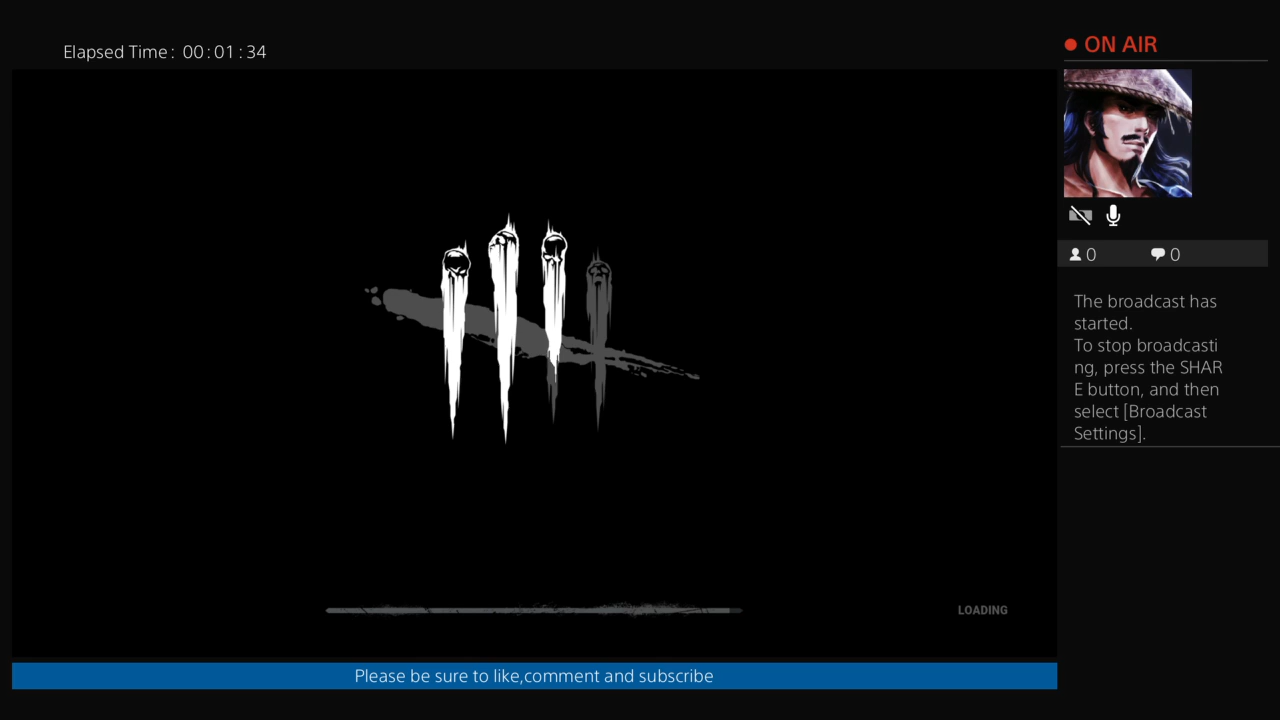 Elapsed Time: 00:01:34
ON AIR
0 0
The broadcast has
started.
To stop broadcasti
ng, press the SHAR
E button, and then
select [Broadcast
Settings].
LOADING
Please be sure to like,comment and subscribe